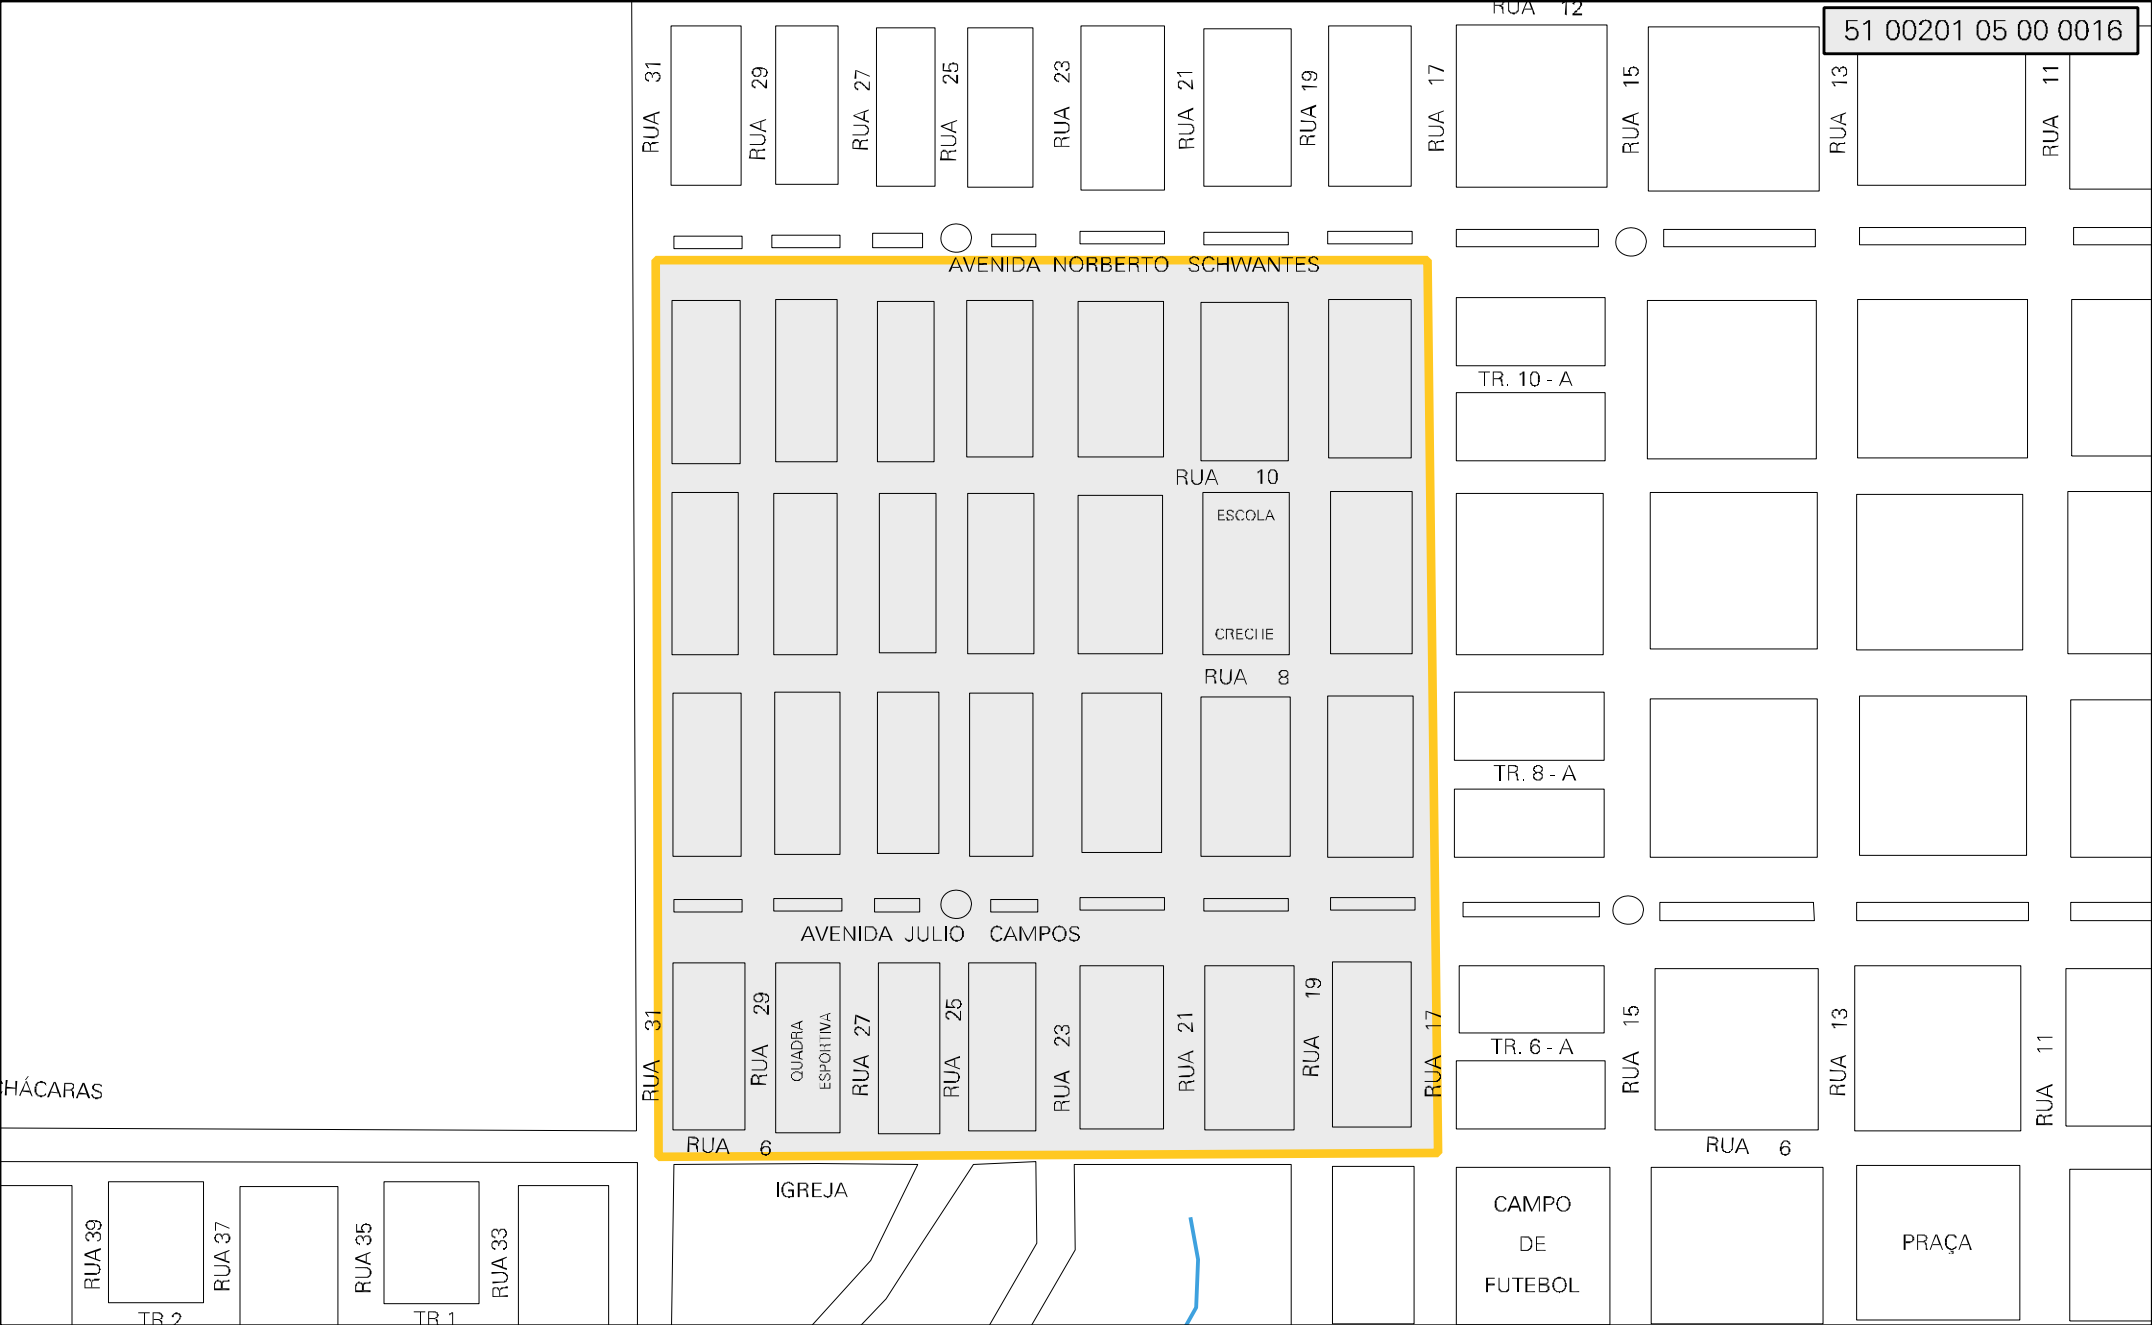 RUA 12
51 00201 05 00 0016
RUA 31
RUA 29
RUA 27
RUA 25
RUA 23
RUA 21
RUA 19
RUA 17
RUA 15
RUA 13
RUA 11
AVENIDA NORBERTO SCHWANTES
TR. 10 - A
RUA 10
ESCOLA
CRECHE
RUA 8
TR. 8 - A
AVENIDA JULIO CAMPOS
RUA 31
RUA 29
QUADRA
ESPORTIVA
RUA 27
RUA 25
RUA 23
RUA 21
RUA 19
RUA 17
TR. 6 - A
RUA 15
RUA 13
RUA 11
HÁCARAS
RUA 6
RUA 6
IGREJA
RUA 39
RUA 37
RUA 35
RUA 33
CAMPO
DE
FUTEBOL
PRAÇA
TR 2
TR 1